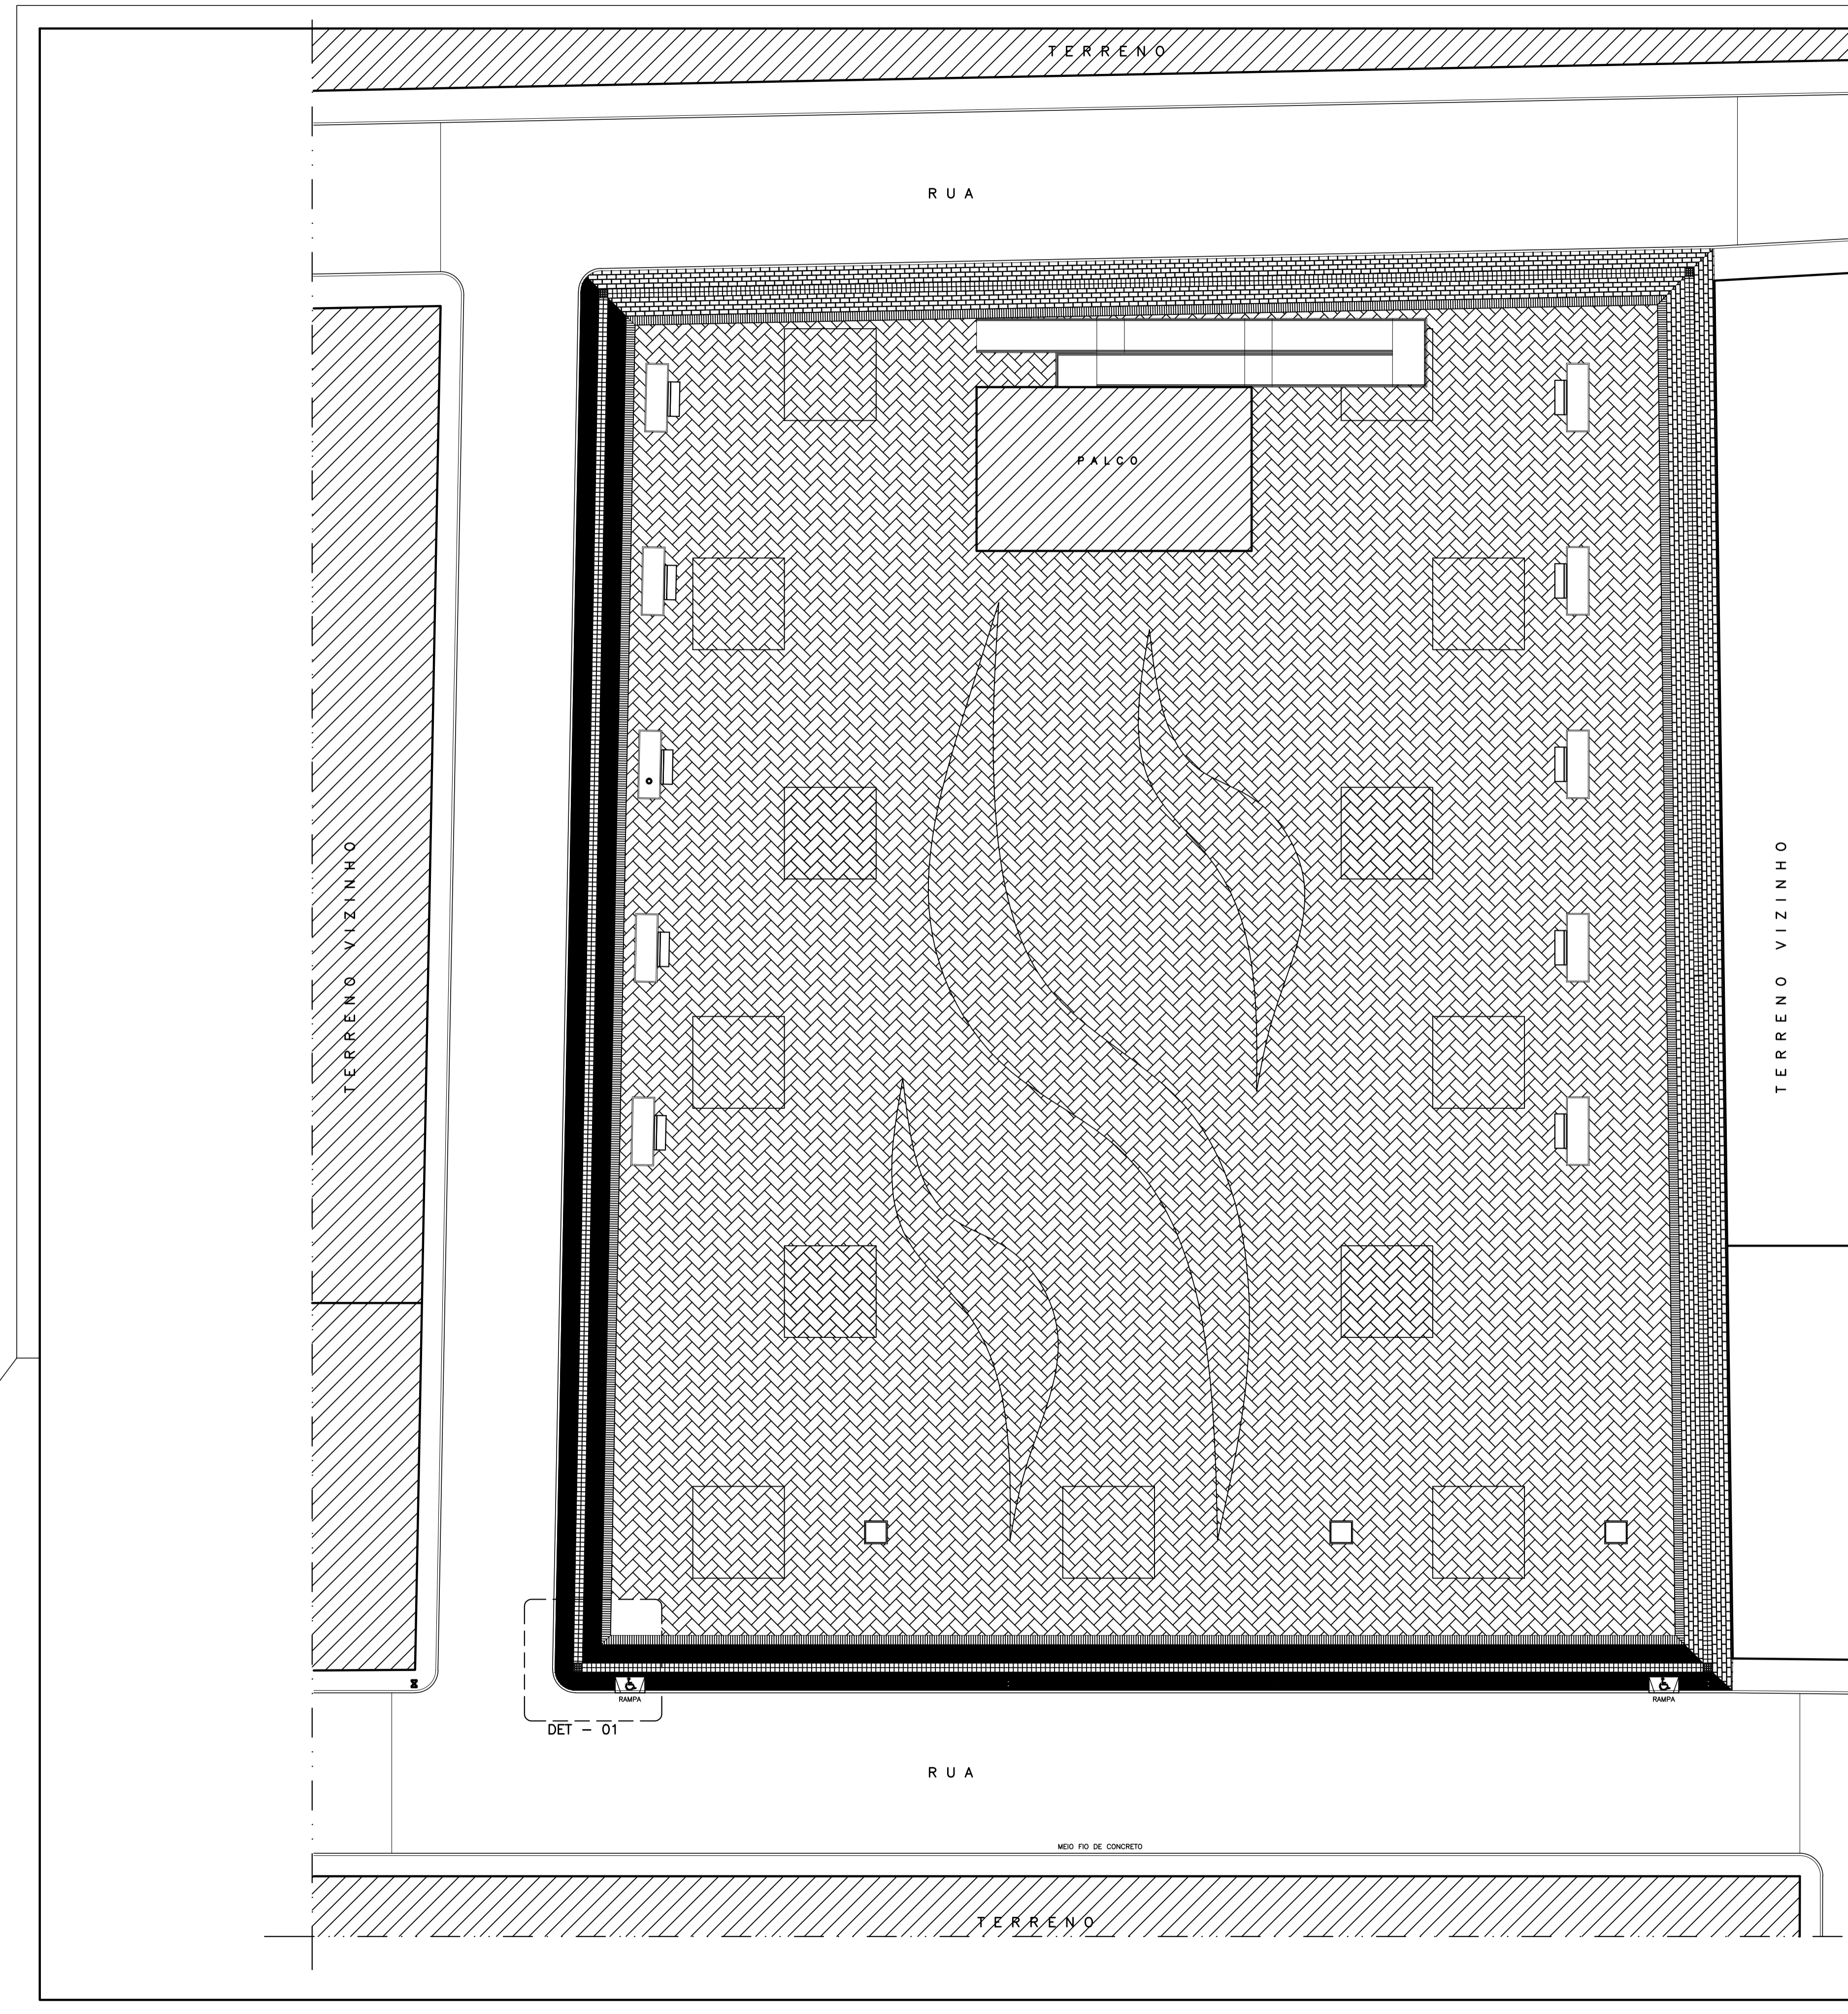 TERRENO
RUA
PALCO
TERRENO VIZINHO
TERRENO VIZINHO
RAMPA
RAMPA
DET - 01
RUA
MEIO FIO DE CONCRETO
TERRENO